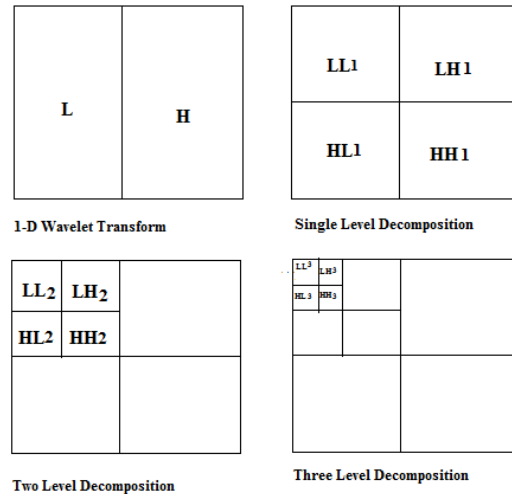 L H
1-D Wavelet Transform
LL1 LH1
HL1 HH1
Single Level Decomposition
LL2 LH2
HL2 HH2
Two Level Decomposition
LL3 LH3
HL3 HH3
Three Level Decomposition